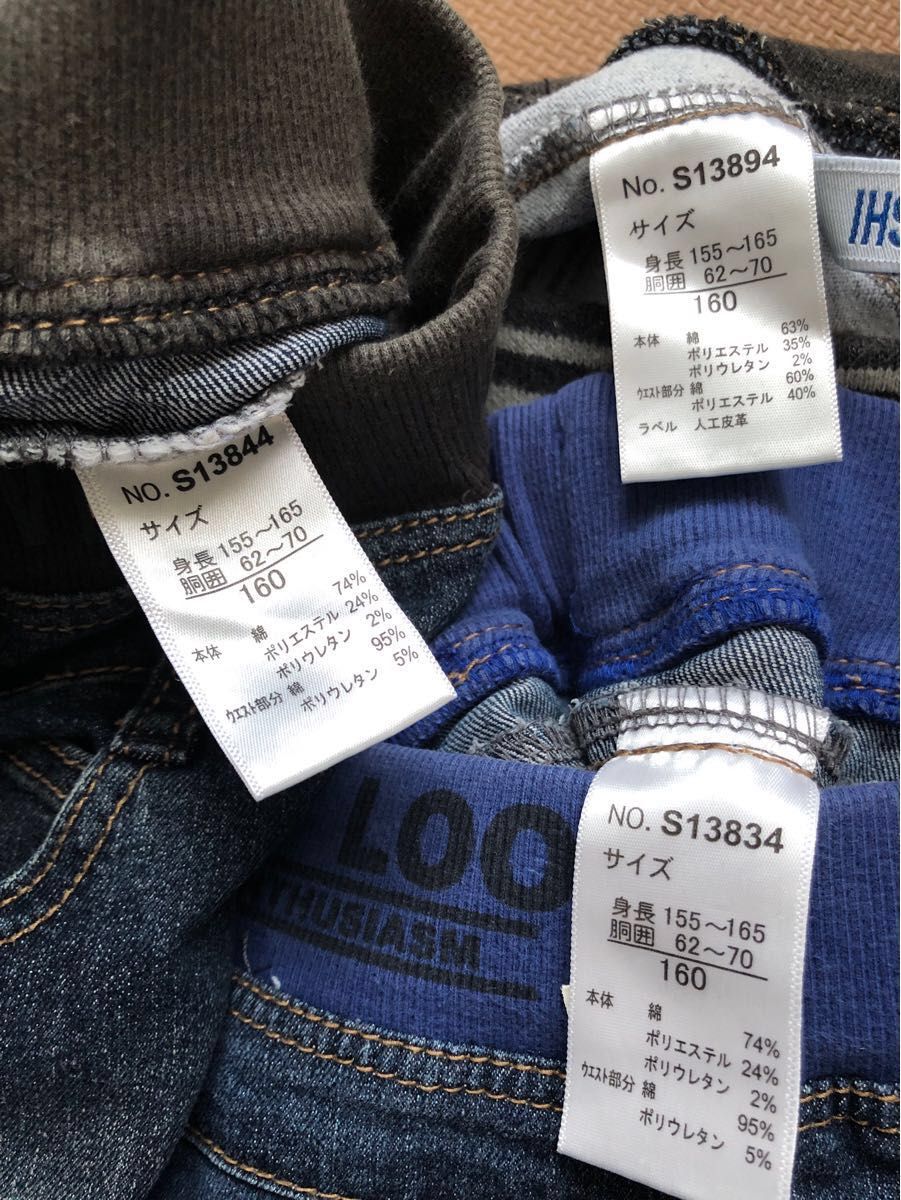 No. S13894
サイズ
身長 155～165
胴囲 62～70
160
本体 綿 63%
ポリエステル 35%
ポリウレタン 2%
ウエスト部分 綿 60%
ポリエステル 40%
ラベル 人工皮革
IHS
NO. S13844
サイズ
身長 155～165
胴囲 62～70
160
本体 綿 74%
ポリエステル 24%
ポリウレタン 2%
ウエスト部分 綿 95%
ポリウレタン 5%
LOO
THUSIASM
NO. S13834
サイズ
身長 155～165
胴囲 62～70
160
本体 綿 74%
ポリエステル 24%
ポリウレタン 2%
ウエスト部分 綿 95%
ポリウレタン 5%